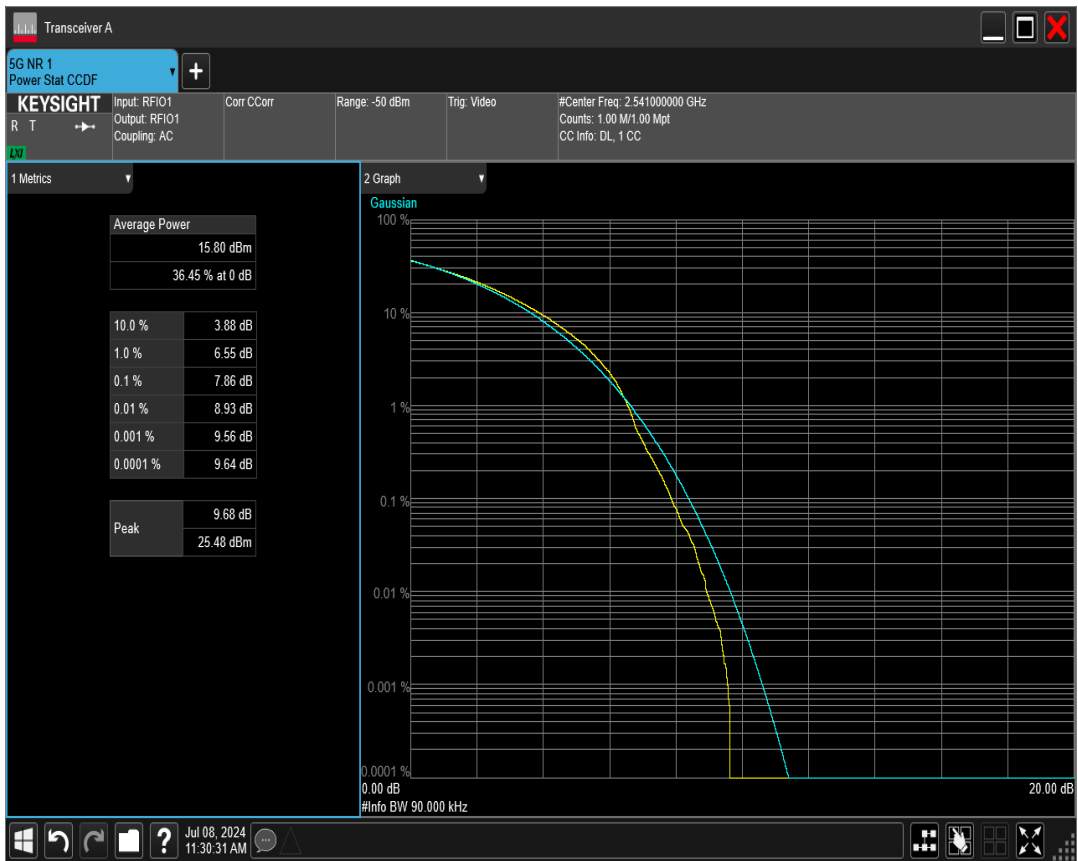 Transceiver A
5G NR 1
Power Stat CCDF
+
KEYSIGHT
R T
LXI
Input: RFIO1
Output: RFIO1
Coupling: AC
Corr CCorr
Range: -50 dBm
Trig: Video
#Center Freq: 2.541000000 GHz
Counts: 1.00 M/1.00 Mpt
CC Info: DL, 1 CC
1 Metrics
Average Power
15.80 dBm
36.45 % at 0 dB
10.0 % 3.88 dB
1.0 % 6.55 dB
0.1 % 7.86 dB
0.01 % 8.93 dB
0.001 % 9.56 dB
0.0001 % 9.64 dB
Peak 9.68 dB
25.48 dBm
2 Graph
Gaussian
100 %
10 %
1 %
0.1 %
0.01 %
0.001 %
0.0001 %
0.00 dB 20.00 dB
#Info BW 90.000 kHz
?
Jul 08, 2024
11:30:31 AM